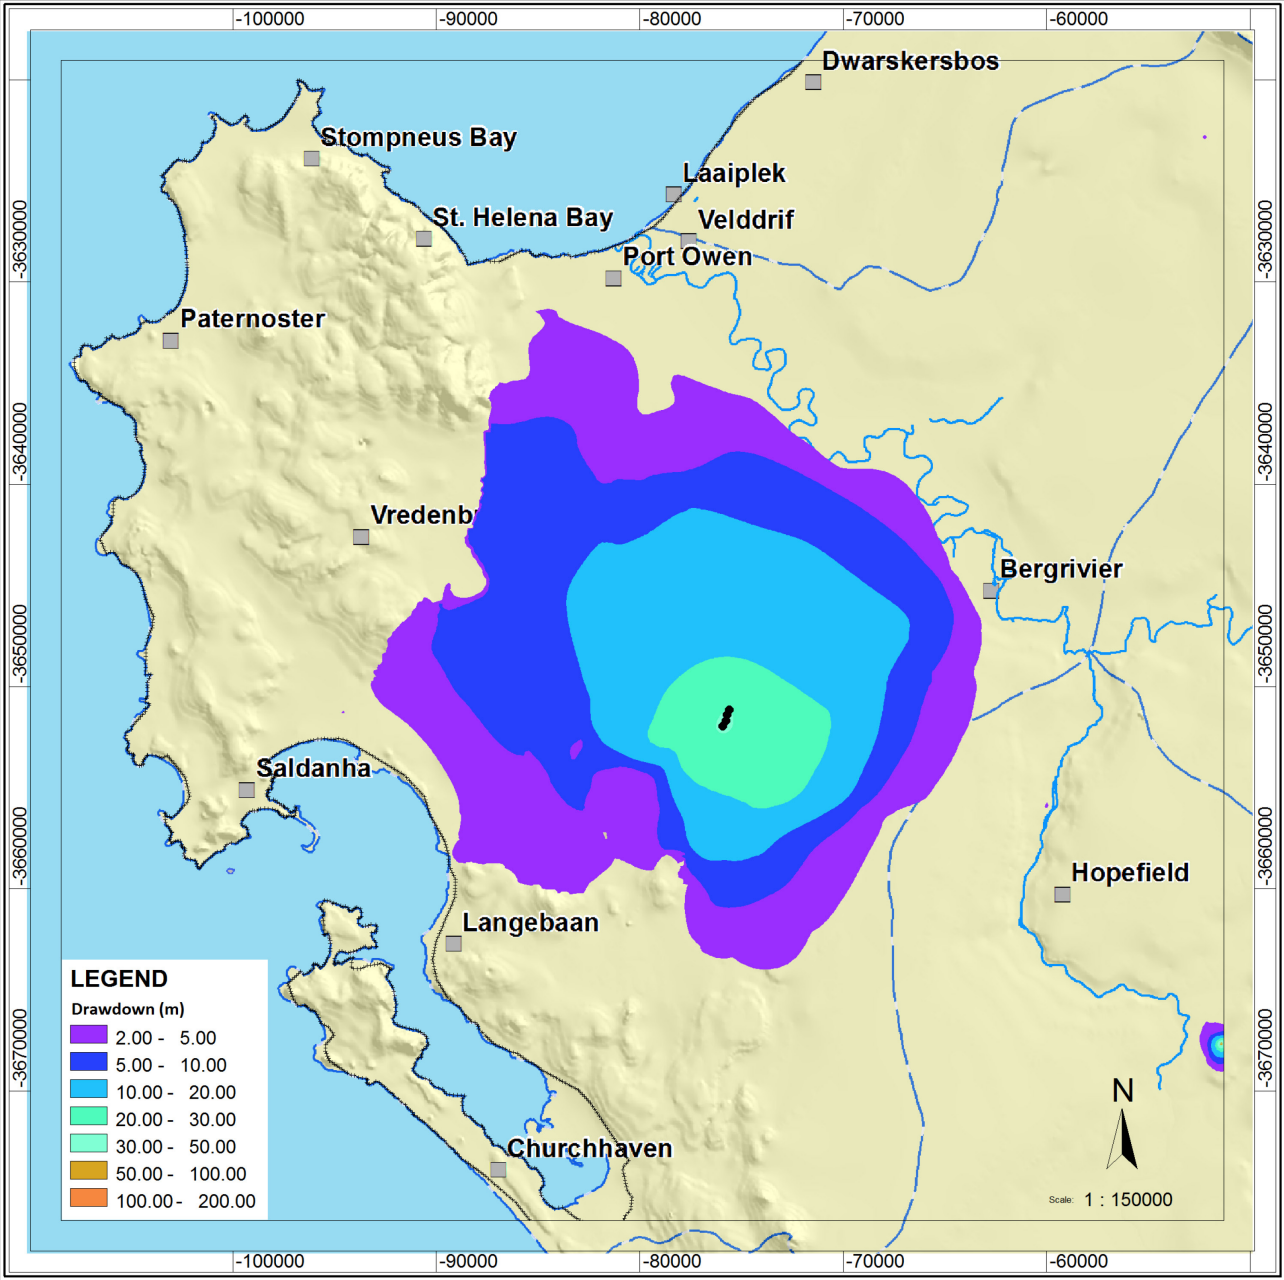 -100000 -90000 -80000 -70000 -60000
Dwarskersbos
Stompneus Bay
Laaiplek
St. Helena Bay
Velddrif
-3630000
-3630000
Port Owen
Paternoster
-3640000
-3640000
Vredenb
Bergrivier
-3650000
-3650000
Saldanha
-3660000
-3660000
Hopefield
Langebaan
LEGEND
Drawdown (m)
2.00 - 5.00
5.00 - 10.00
10.00 - 20.00
20.00 - 30.00
30.00 - 50.00
50.00 - 100.00
100.00 - 200.00
-3670000
-3670000
N
Churchhaven
Scale: 1 : 150000
-100000 -90000 -80000 -70000 -60000